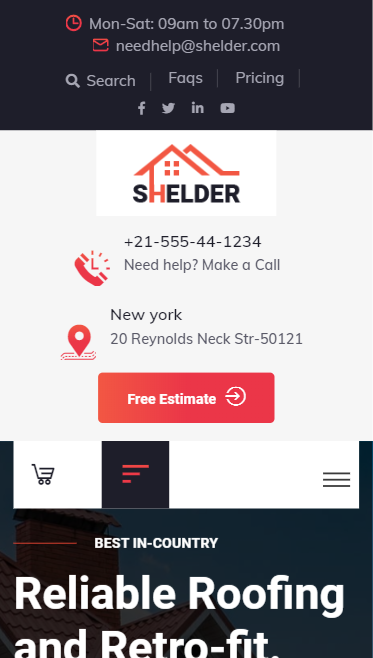 Mon-Sat: 09am to 07.30pm
needhelp@shelder.com
Search
Faqs
Pricing
SHELDER
+21-555-44-1234
Need help? Make a Call
New york
20 Reynolds Neck Str-50121
Free Estimate
BEST IN-COUNTRY
Reliable Roofing
and Retro-fit.